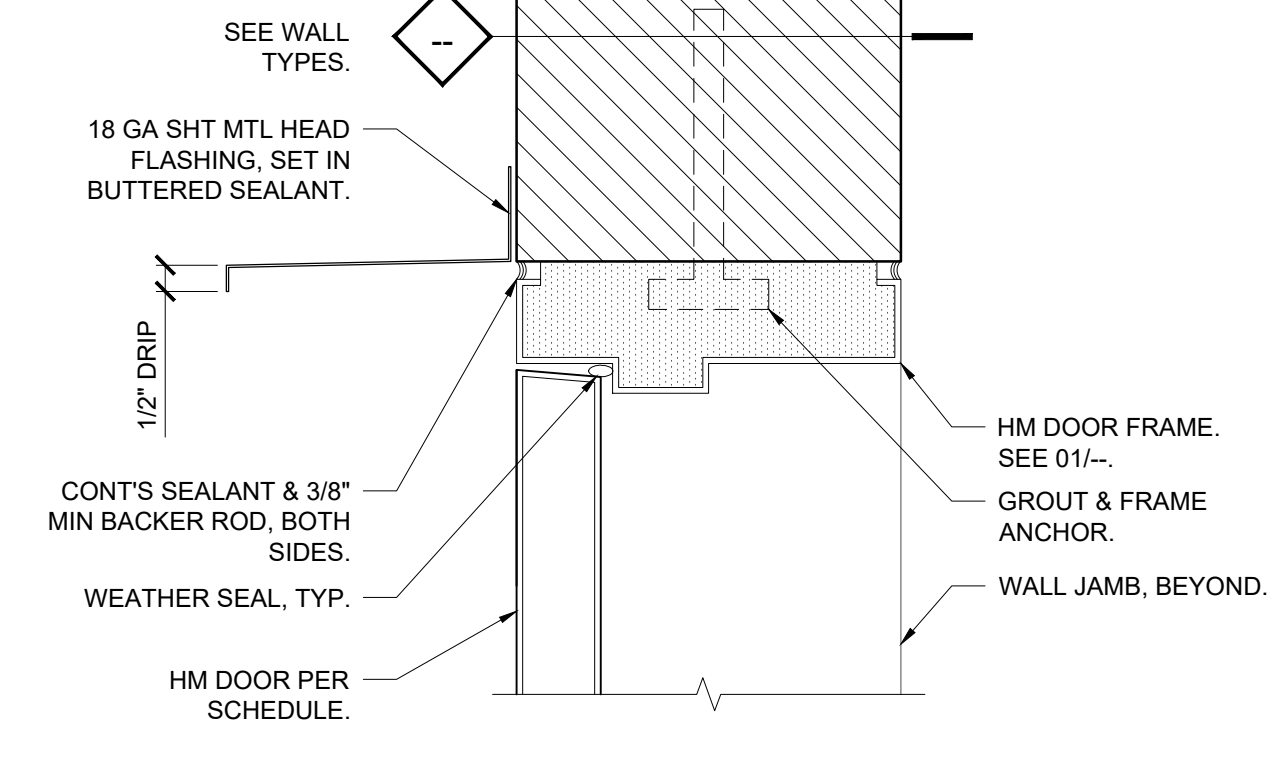 SEE WALL
TYPES.
--
18 GA SHT MTL HEAD
FLASHING, SET IN
BUTTERED SEALANT.
1/2" DRIP
CONT'S SEALANT & 3/8"
MIN BACKER ROD, BOTH
SIDES.
WEATHER SEAL, TYP.
HM DOOR PER
SCHEDULE.
HM DOOR FRAME.
SEE 01/--.
GROUT & FRAME
ANCHOR.
WALL JAMB, BEYOND.